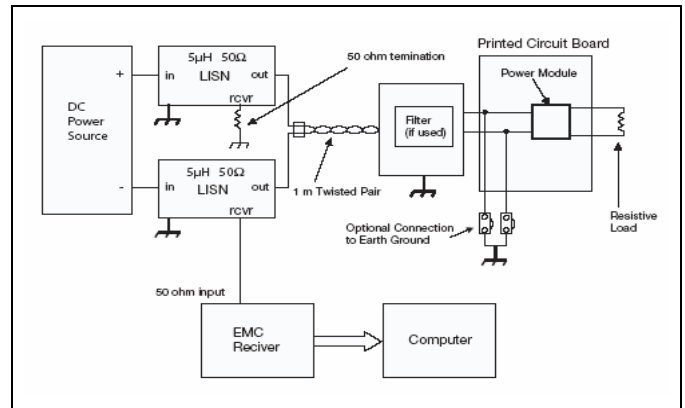 50 ohm temination
Printed Circuit Board
5µH 50Ω
LISN
in
out
rcvr
+
DC
Power
Source
-
Power Module
Filter
(if used)
5µH 50Ω
LISN
in
out
rcvr
1 m Twisted Pair
Optional Connection
to Earth Ground
Resistive
Load
50 ohm input
EMC
Reciver
Computer